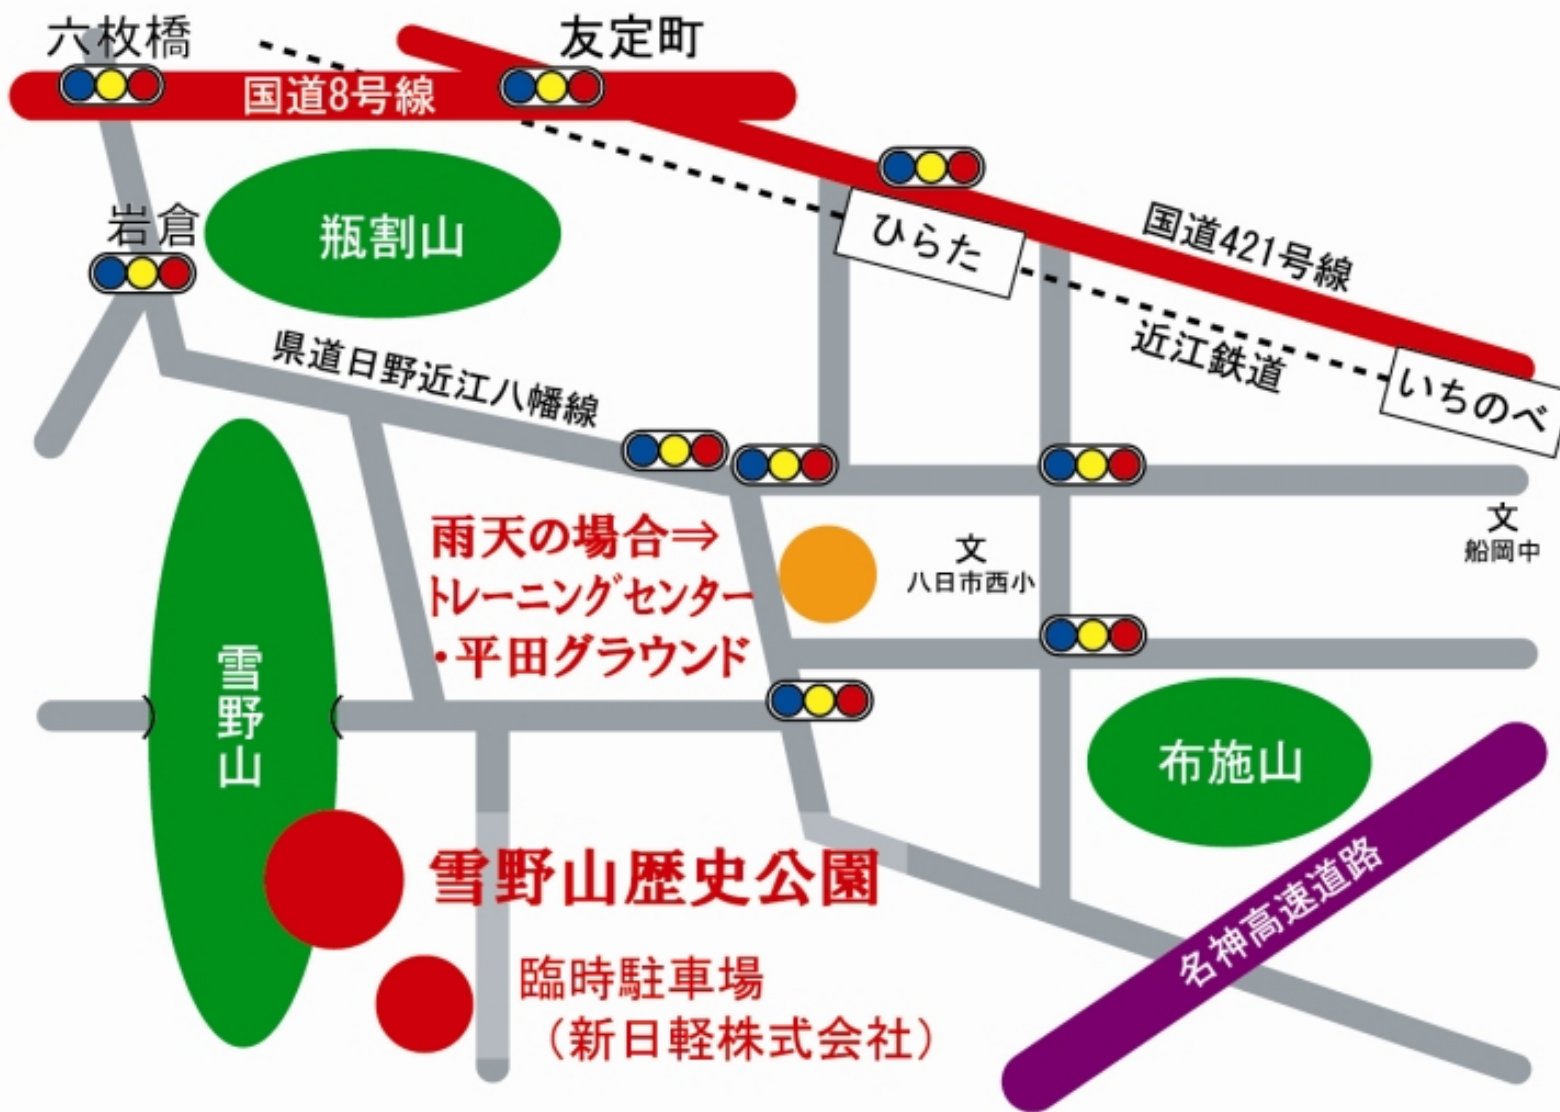 六枚橋
友定町
国道8号線
岩倉
瓶割山
ひらた
国道421号線
近江鉄道
いちのべ
県道日野近江八幡線
雨天の場合⇒
トレーニングセンター
・平田グラウンド
文
八日市西小
文
船岡中
雪野山
布施山
名神高速道路
雪野山歴史公園
臨時駐車場
（新日軽株式会社）